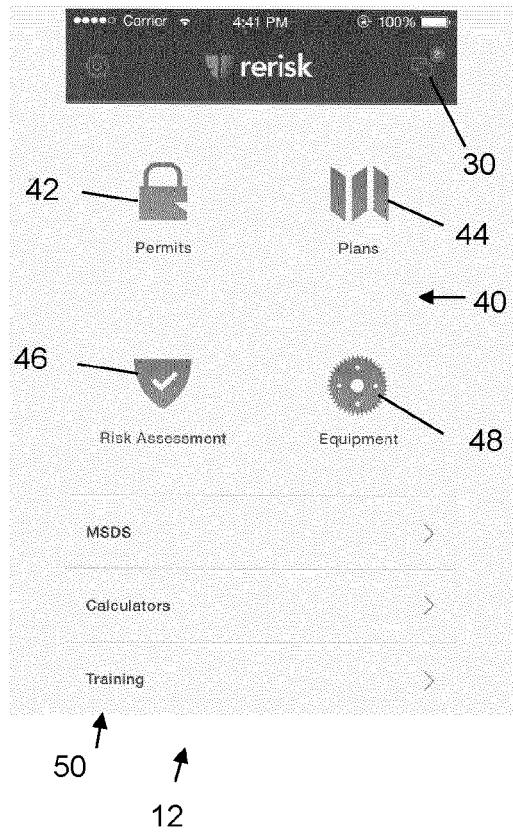 Carrier 4:41 PM 100%
rerisk
30
42
44
Permits Plans
40
46
48
Risk Assessment Equipment
MSDS
Calculators
Training
50
12